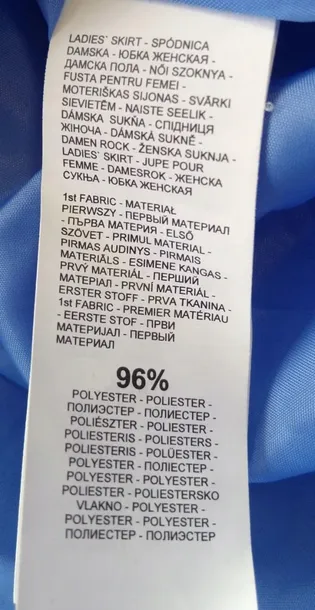 LADIES` SKIRT - SPÓDNICA
DAMSKA - ЮБКА ЖЕНСКАЯ -
ДАМСКА ПОЛА - NŐI SZOKNYA -
FUSTA PENTRU FEMEI -
MOTERIŠKAS SIJONAS - SVĀRKI
SIEVIETĒM - NAISTE SEELIK -
DÁMSKA SUKŇA - СПІДНИЦЯ
ЖІНОЧА - DÁMSKÁ SUKNĚ -
DAMEN ROCK - ŽENSKA SUKNJA -
LADIES` SKIRT - JUPE POUR
FEMME - DAMESROK - ЖЕНСКА
СУКЊА - ЮБКА ЖЕНСКАЯ
1st FABRIC - MATERIAŁ
PIERWSZY - ПЕРВЫЙ МАТЕРИАЛ
- ПЪРВА МАТЕРИЯ - ELSŐ
SZÖVET - PRIMUL MATERIAL -
PIRMAS AUDINYS - PIRMAIS
MATERIĀLS - ESIMENE KANGAS -
PRVÝ MATERIÁL - ПЕРШИЙ
МАТЕРІАЛ - PRVNÍ MATERIÁL -
ERSTER STOFF - PRVA TKANINA -
1st FABRIC - PREMIER MATÉRIAU
- EERSTE STOF - ПРВИ
МАТЕРИЈАЛ - ПЕРВЫЙ
МАТЕРИАЛ
96%
POLYESTER - POLIESTER -
ПОЛИЭСТЕР - ПОЛИЕСТЕР -
POLIÉSZTER - POLIESTER -
POLIESTERIS - POLIESTERS -
POLIESTERIS - POLÜESTER -
POLYESTER - ПОЛІЕСТЕР -
POLYESTER - POLYESTER -
POLIESTER - POLIESTERSKO
VLAKNO - POLYESTER -
POLYESTER - POLYESTER -
ПОЛИЕСТЕР - ПОЛИЭСТЕР